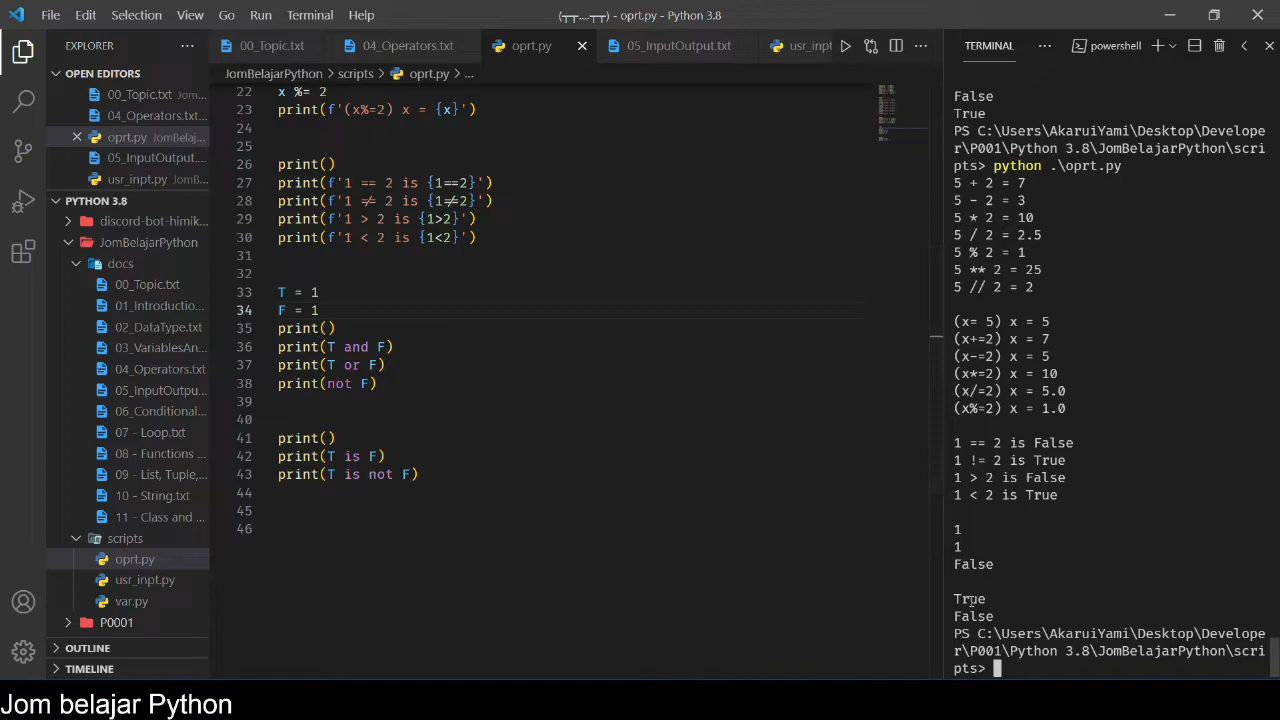 File Edit Selection View Go Run Terminal Help
(┬┬﹏┬┬) - oprt.py - Python 3.8
EXPLORER
OPEN EDITORS
00_Topic.txt Jom...
04_Operators.txt...
oprt.py JomBelaj...
05_InputOutput....
usr_inpt.py JomB...
PYTHON 3.8
discord-bot-himik...
JomBelajarPython
docs
00_Topic.txt
01_Introductio...
02_DataType.txt
03_VariablesAn...
04_Operators.txt
05_InputOutpu...
06_Conditional...
07 - Loop.txt
08 - Functions ...
09 - List, Tuple,...
10 - String.txt
11 - Class and ...
scripts
oprt.py
usr_inpt.py
var.py
P0001
OUTLINE
TIMELINE
00_Topic.txt 04_Operators.txt oprt.py 05_InputOutput.txt usr_inpt
JomBelajarPython > scripts > oprt.py > ...
22 x %= 2
23 print(f'(x%=2) x = {x}')
24
25
26 print()
27 print(f'1 == 2 is {1==2}')
28 print(f'1 != 2 is {1!=2}')
29 print(f'1 > 2 is {1>2}')
30 print(f'1 < 2 is {1<2}')
31
32
33 T = 1
34 F = 1
35 print()
36 print(T and F)
37 print(T or F)
38 print(not F)
39
40
41 print()
42 print(T is F)
43 print(T is not F)
44
45
46
TERMINAL
powershell
False
True
PS C:\Users\AkaruiYami\Desktop\Develope
r\P001\Python 3.8\JomBelajarPython\scri
pts> python .\oprt.py
5 + 2 = 7
5 - 2 = 3
5 * 2 = 10
5 / 2 = 2.5
5 % 2 = 1
5 ** 2 = 25
5 // 2 = 2
(x= 5) x = 5
(x+=2) x = 7
(x-=2) x = 5
(x*=2) x = 10
(x/=2) x = 5.0
(x%=2) x = 1.0
1 == 2 is False
1 != 2 is True
1 > 2 is False
1 < 2 is True
1
1
False
True
False
PS C:\Users\AkaruiYami\Desktop\Develope
r\P001\Python 3.8\JomBelajarPython\scri
pts>
Jom belajar Python